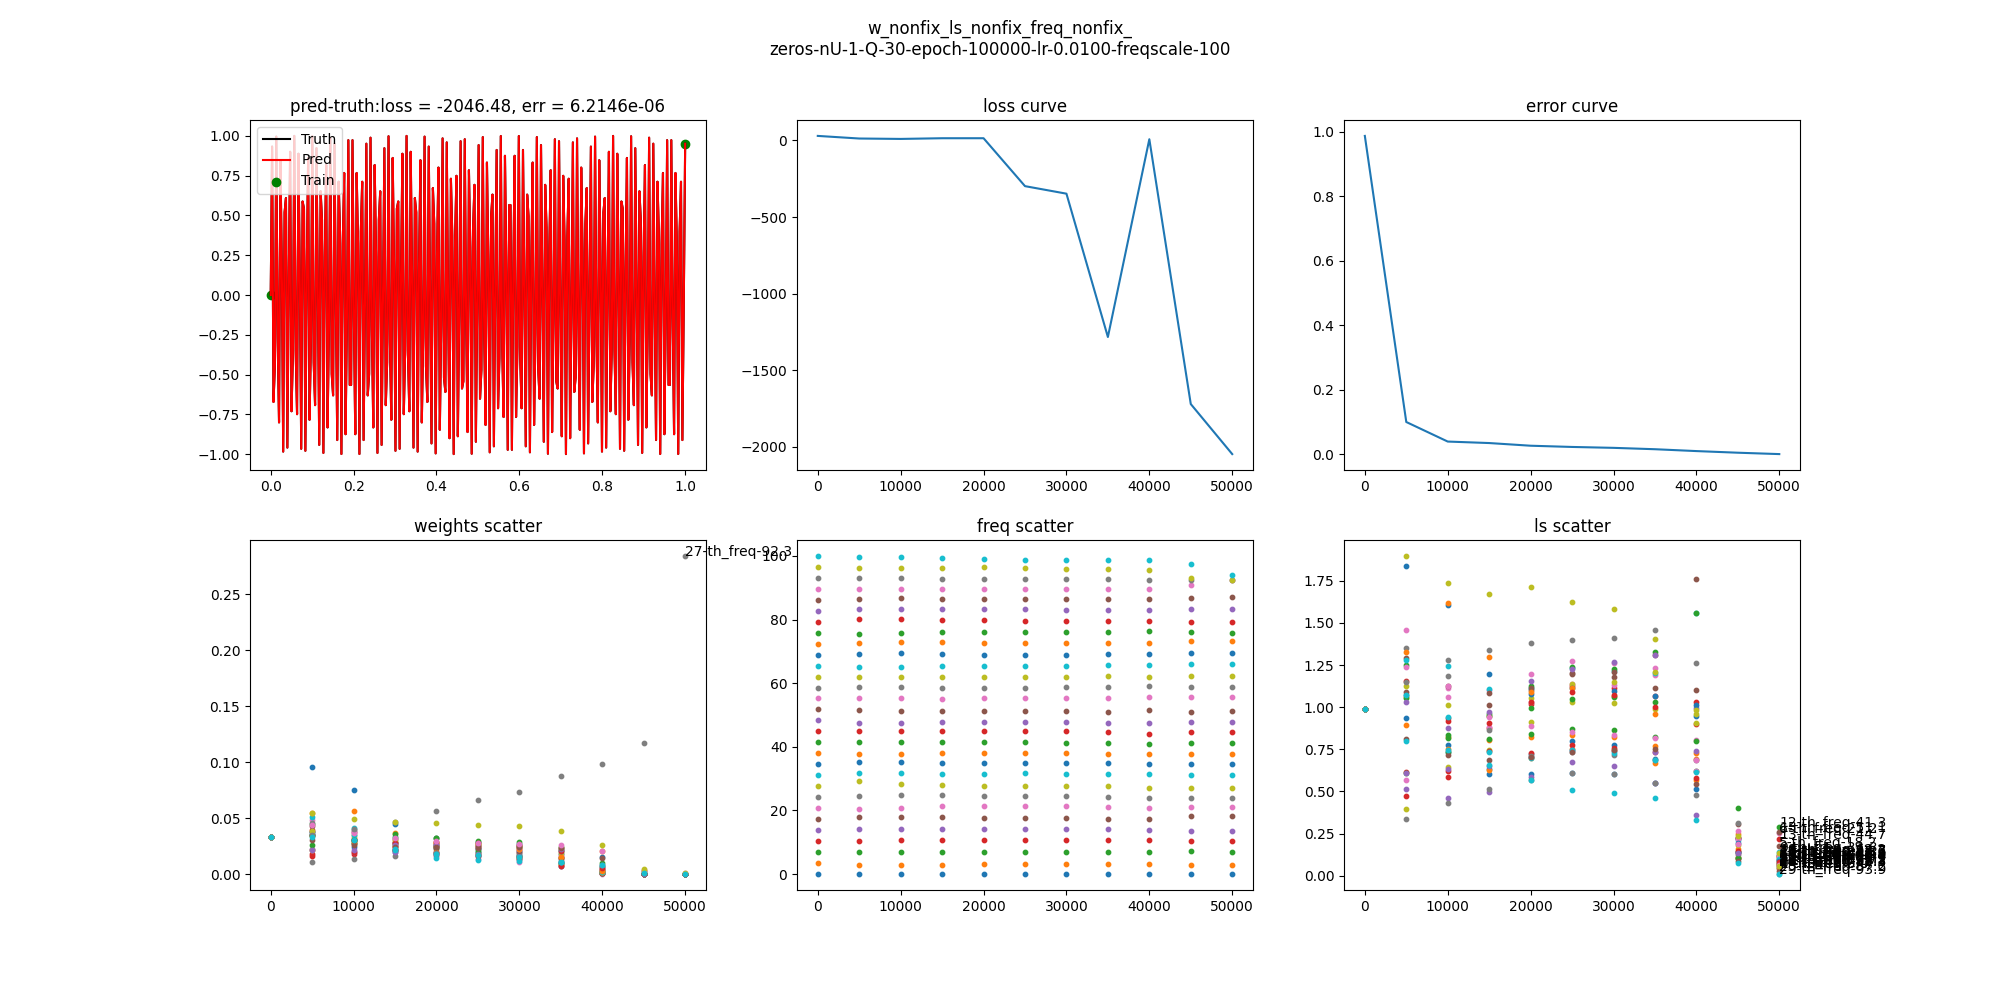 w_nonfix_ls_nonfix_freq_nonfix_
zeros-nU-1-Q-30-epoch-100000-lr-0.0100-freqscale-100
pred-truth:loss = -2046.48, err = 6.2146e-06
1.00
0.75
0.50
0.25
0.00
−0.25
−0.50
−0.75
−1.00
Truth
Pred
Train
0.0 0.2 0.4 0.6 0.8 1.0
loss curve
0
−500
−1000
−1500
−2000
0 10000 20000 30000 40000 50000
error curve
1.0
0.8
0.6
0.4
0.2
0.0
0 10000 20000 30000 40000 50000
weights scatter
27-th_freq-92.3
0.25
0.20
0.15
0.10
0.05
0.00
0 10000 20000 30000 40000 50000
freq scatter
100
80
60
40
20
0
0 10000 20000 30000 40000 50000
ls scatter
1.75
1.50
1.25
1.00
0.75
0.50
0.25
0.00
12-th_freq-41.3
13-th_freq-44.7
29-th_freq-93.9
0 10000 20000 30000 40000 50000